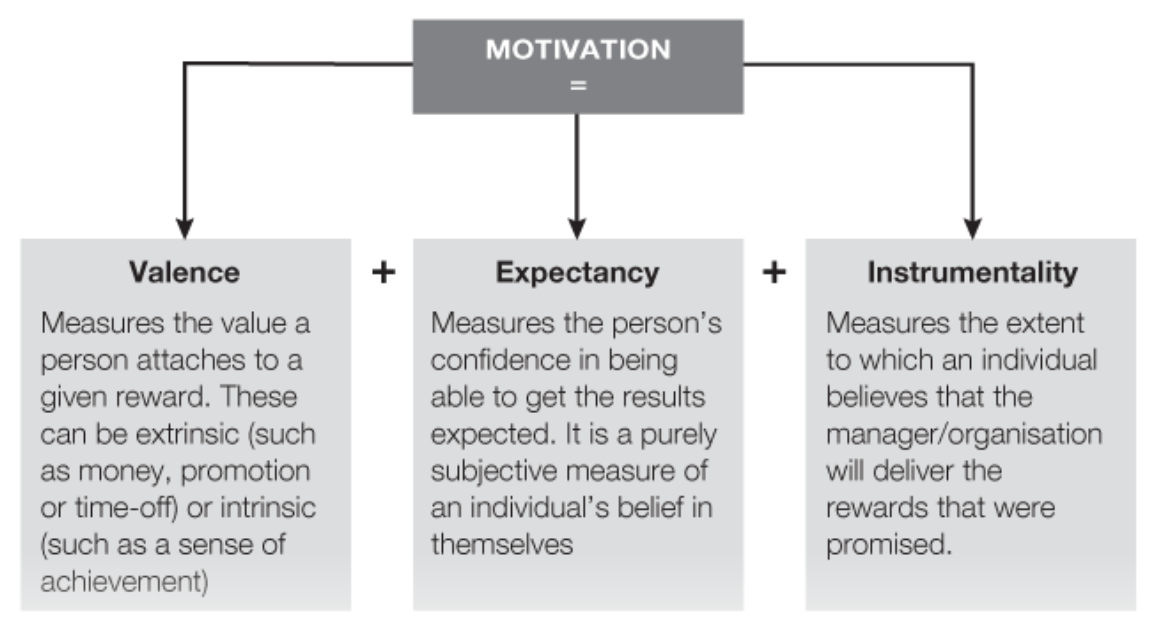 MOTIVATION
=
Valence
Measures the value a
person attaches to a
given reward. These
can be extrinsic (such
as money, promotion
or time-off) or intrinsic
(such as a sense of
achievement)
+
Expectancy
Measures the person's
confidence in being
able to get the results
expected. It is a purely
subjective measure of
an individual's belief in
themselves
+
Instrumentality
Measures the extent
to which an individual
believes that the
manager/organisation
will deliver the
rewards that were
promised.